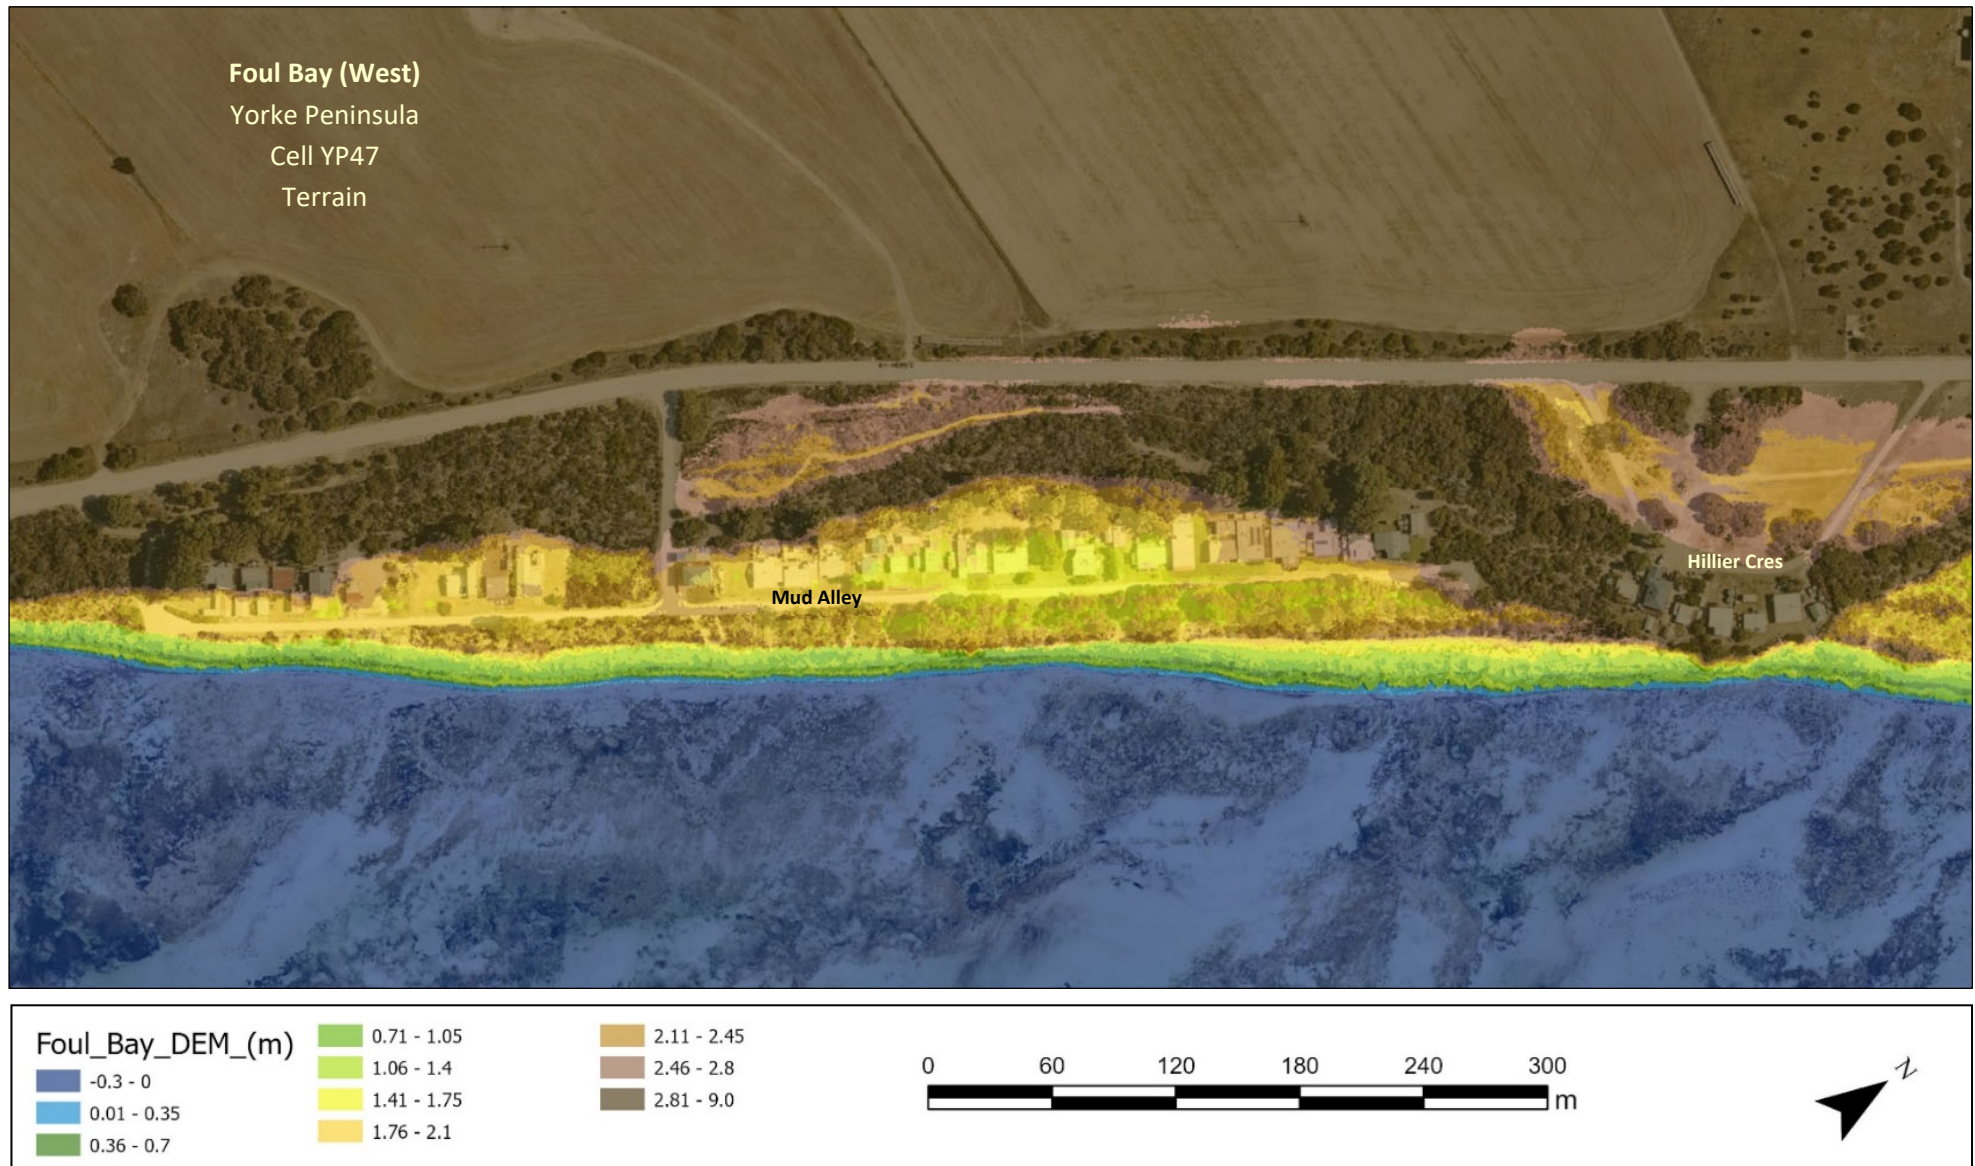 Foul Bay (West)
Yorke Peninsula
Cell YP47
Terrain
Hillier Cres
Mud Alley
Foul_Bay_DEM_(m)
-0.3 - 0
0.01 - 0.35
0.36 - 0.7
0.71 - 1.05
1.06 - 1.4
1.41 - 1.75
1.76 - 2.1
2.11 - 2.45
2.46 - 2.8
2.81 - 9.0
0 60 120 180 240 300
m
N